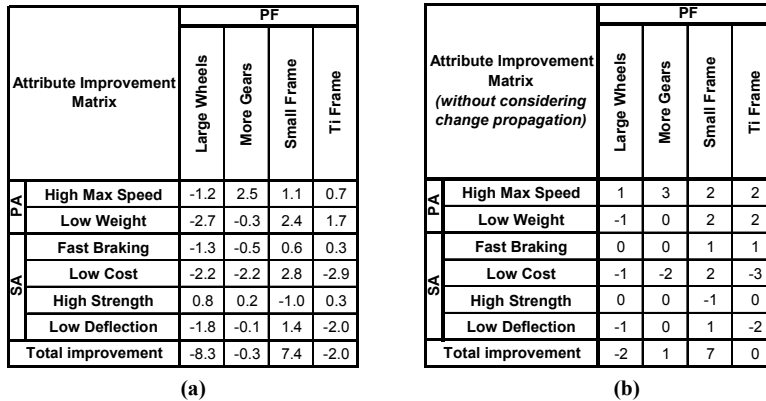 PF
Attribute Improvement
Matrix
Large Wheels
More Gears
Small Frame
Ti Frame
PA
High Max Speed -1.2 2.5 1.1 0.7
Low Weight -2.7 -0.3 2.4 1.7
SA
Fast Braking -1.3 -0.5 0.6 0.3
Low Cost -2.2 -2.2 2.8 -2.9
High Strength 0.8 0.2 -1.0 0.3
Low Deflection -1.8 -0.1 1.4 -2.0
Total improvement -8.3 -0.3 7.4 -2.0
(a)
PF
Attribute Improvement
Matrix
(without considering
change propagation)
Large Wheels
More Gears
Small Frame
Ti Frame
PA
High Max Speed 1 3 2 2
Low Weight -1 0 2 2
SA
Fast Braking 0 0 1 1
Low Cost -1 -2 2 -3
High Strength 0 0 -1 0
Low Deflection -1 0 1 -2
Total improvement -2 1 7 0
(b)